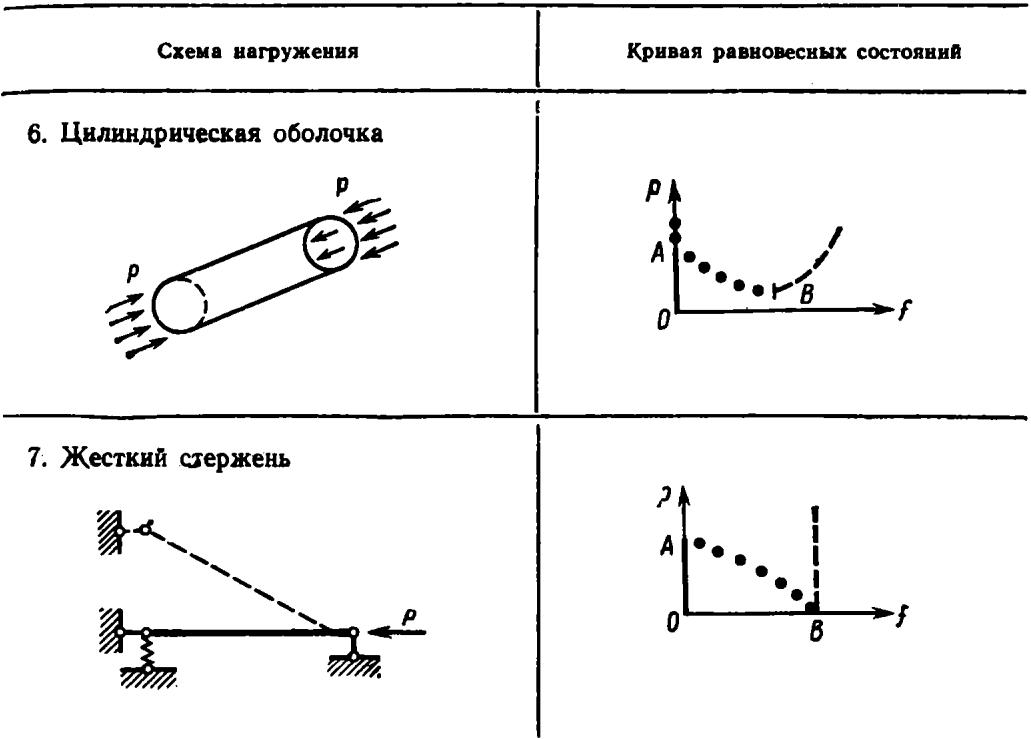 Схема нагружения
Кривая равновесных состояний
6. Цилиндрическая оболочка
p
p
p
A
B
0
f
7. Жесткий стержень
P
P
A
0
B
f